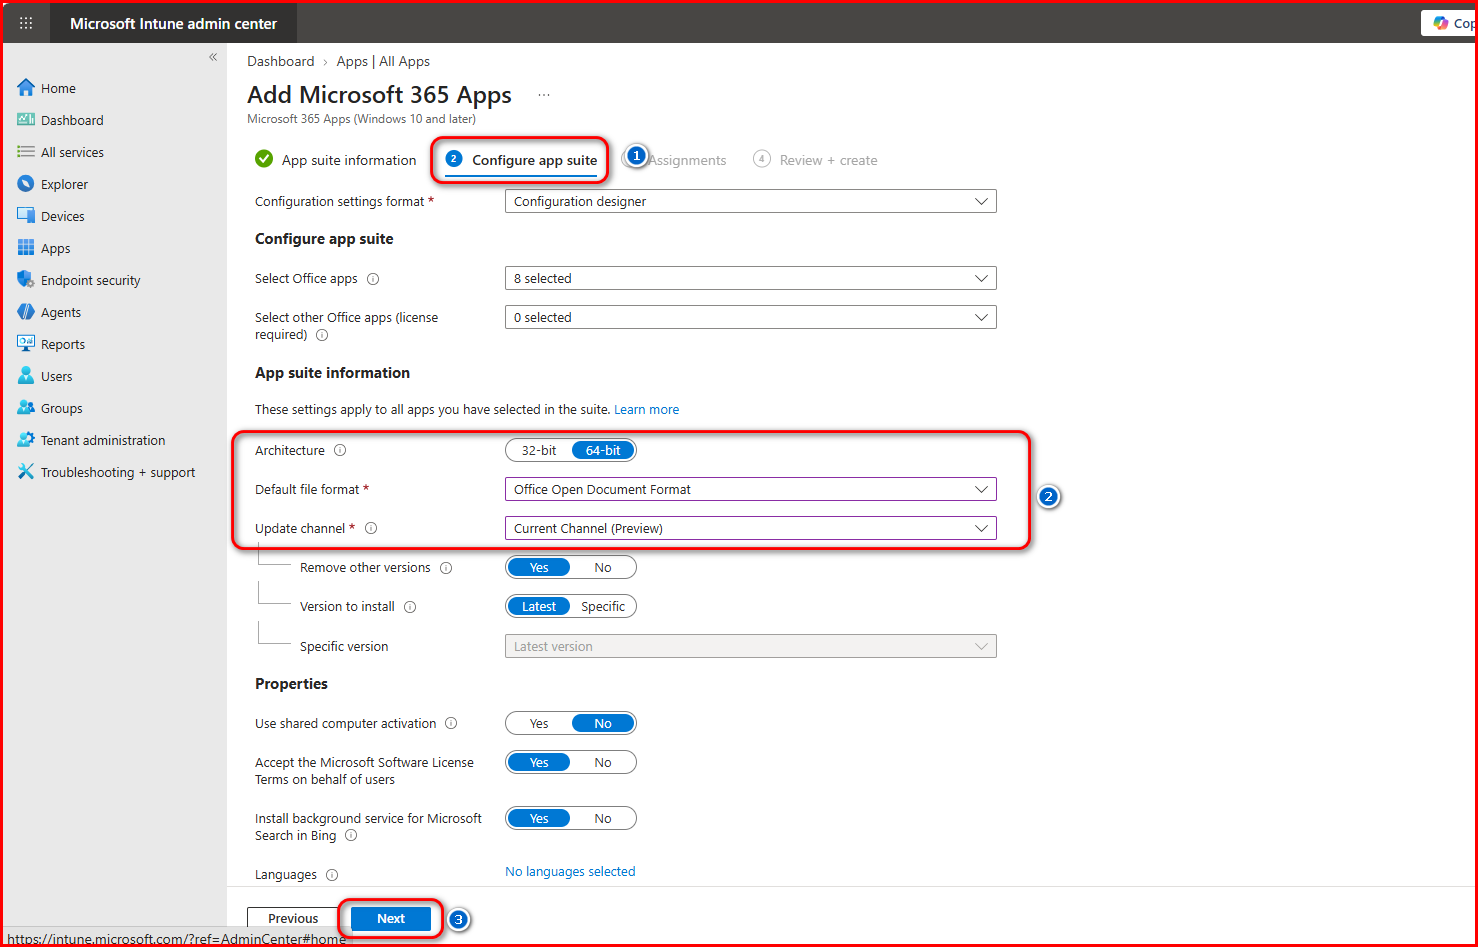 Microsoft Intune admin center
Cop
«
Home
Dashboard
All services
Explorer
Devices
Apps
Endpoint security
Agents
Reports
Users
Groups
Tenant administration
Troubleshooting + support
Dashboard › Apps | All Apps
Add Microsoft 365 Apps ...
Microsoft 365 Apps (Windows 10 and later)
App suite information 2 Configure app suite 1 Assignments 4 Review + create
Configuration settings format * Configuration designer
Configure app suite
Select Office apps 8 selected
Select other Office apps (license
required)
0 selected
App suite information
These settings apply to all apps you have selected in the suite. Learn more
Architecture 32-bit 64-bit
Default file format * Office Open Document Format
2
Update channel * Current Channel (Preview)
Remove other versions Yes No
Version to install Latest Specific
Specific version Latest version
Properties
Use shared computer activation Yes No
Accept the Microsoft Software License
Terms on behalf of users
Yes No
Install background service for Microsoft
Search in Bing
Yes No
Languages No languages selected
Previous Next 3
https://intune.microsoft.com/?ref=AdminCenter#home